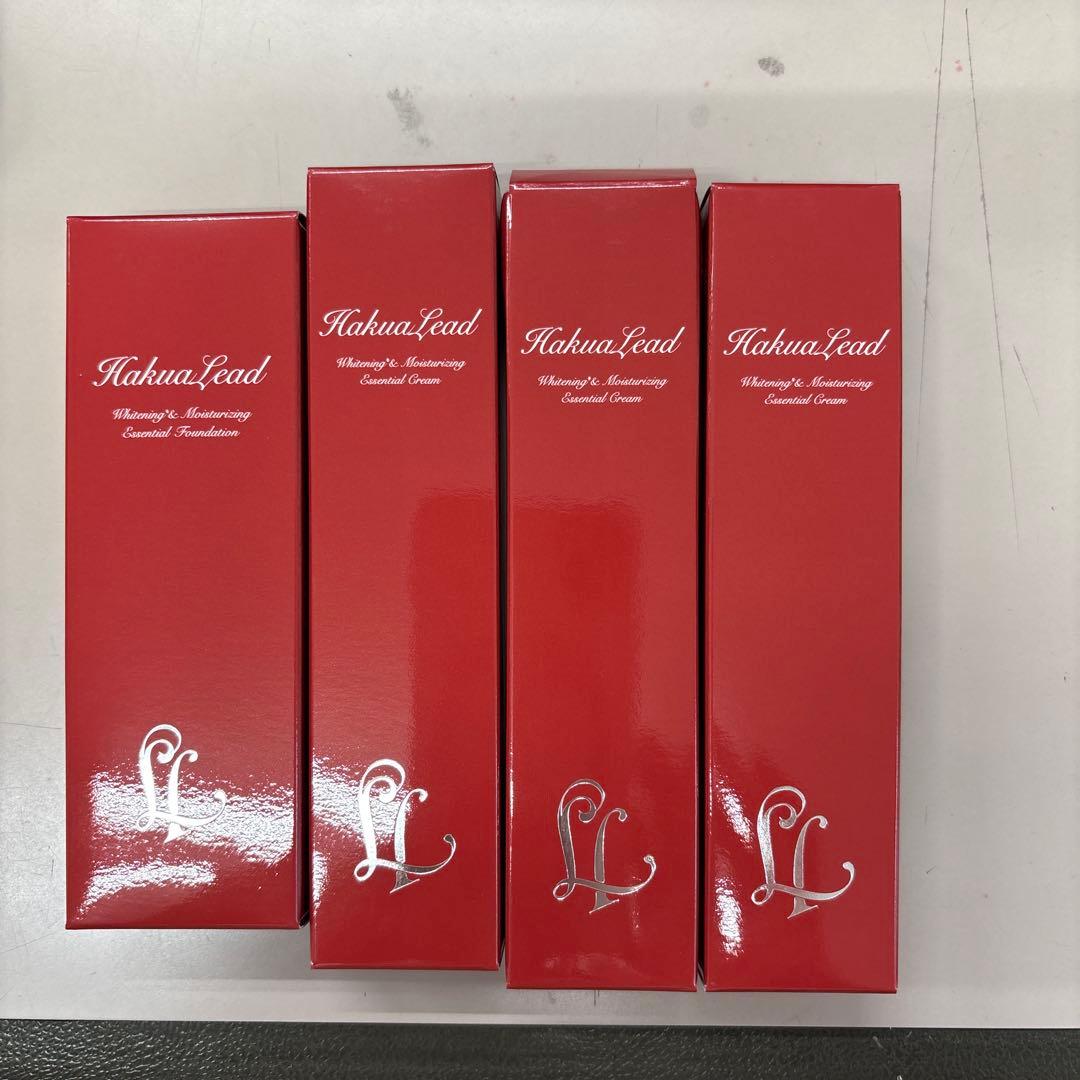 HakuaLead
Whitening*& Moisturizing
Essential Foundation
HakuaLead
Whitening*& Moisturizing
Essential Cream
HakuaLead
Whitening*& Moisturizing
Essential Cream
HakuaLead
Whitening*& Moisturizing
Essential Cream